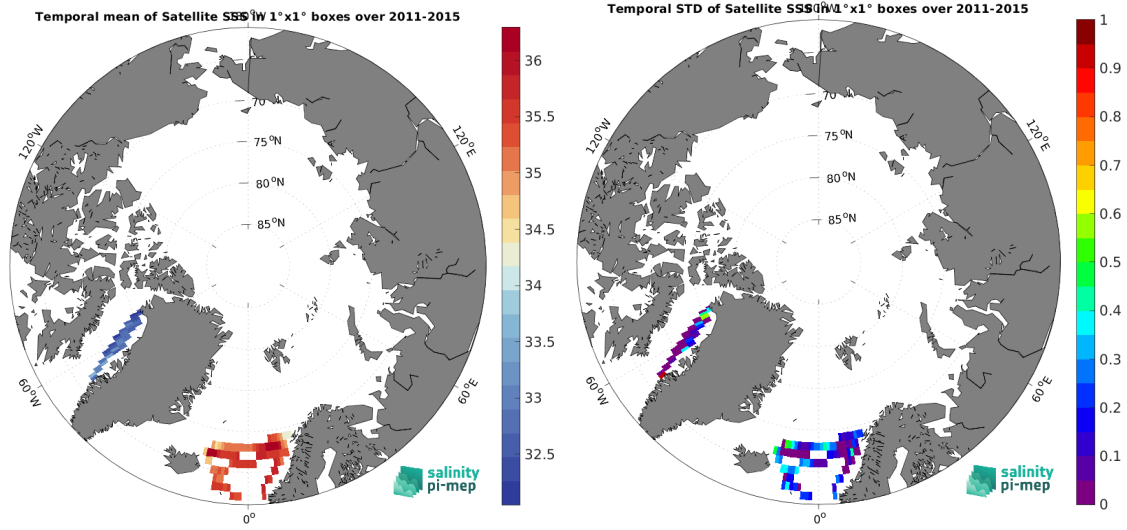 Temporal mean of Satellite SSS in 1°x1° boxes over 2011-2015
180°W
70
75°N
80°N
85°N
120°W
120°E
60°W
60°E
0°
salinity
pi-mep
36
35.5
35
34.5
34
33.5
33
32.5
Temporal STD of Satellite SSS in 1°x1° boxes over 2011-2015
180°W
70
75°N
80°N
85°N
120°W
120°E
60°W
60°E
0°
salinity
pi-mep
1
0.9
0.8
0.7
0.6
0.5
0.4
0.3
0.2
0.1
0